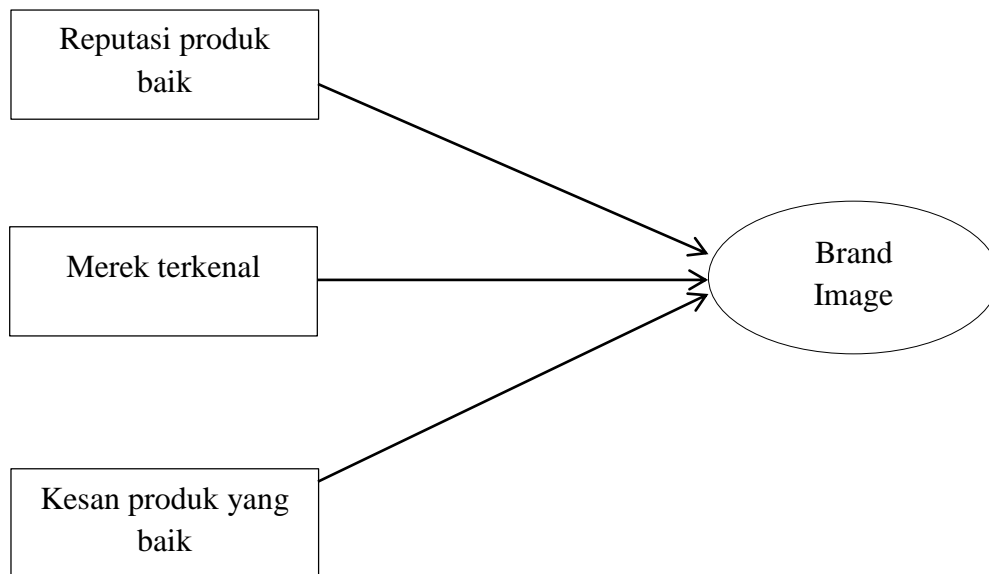 Reputasi produk
baik
Merek terkenal
Brand
Image
Kesan produk yang
baik